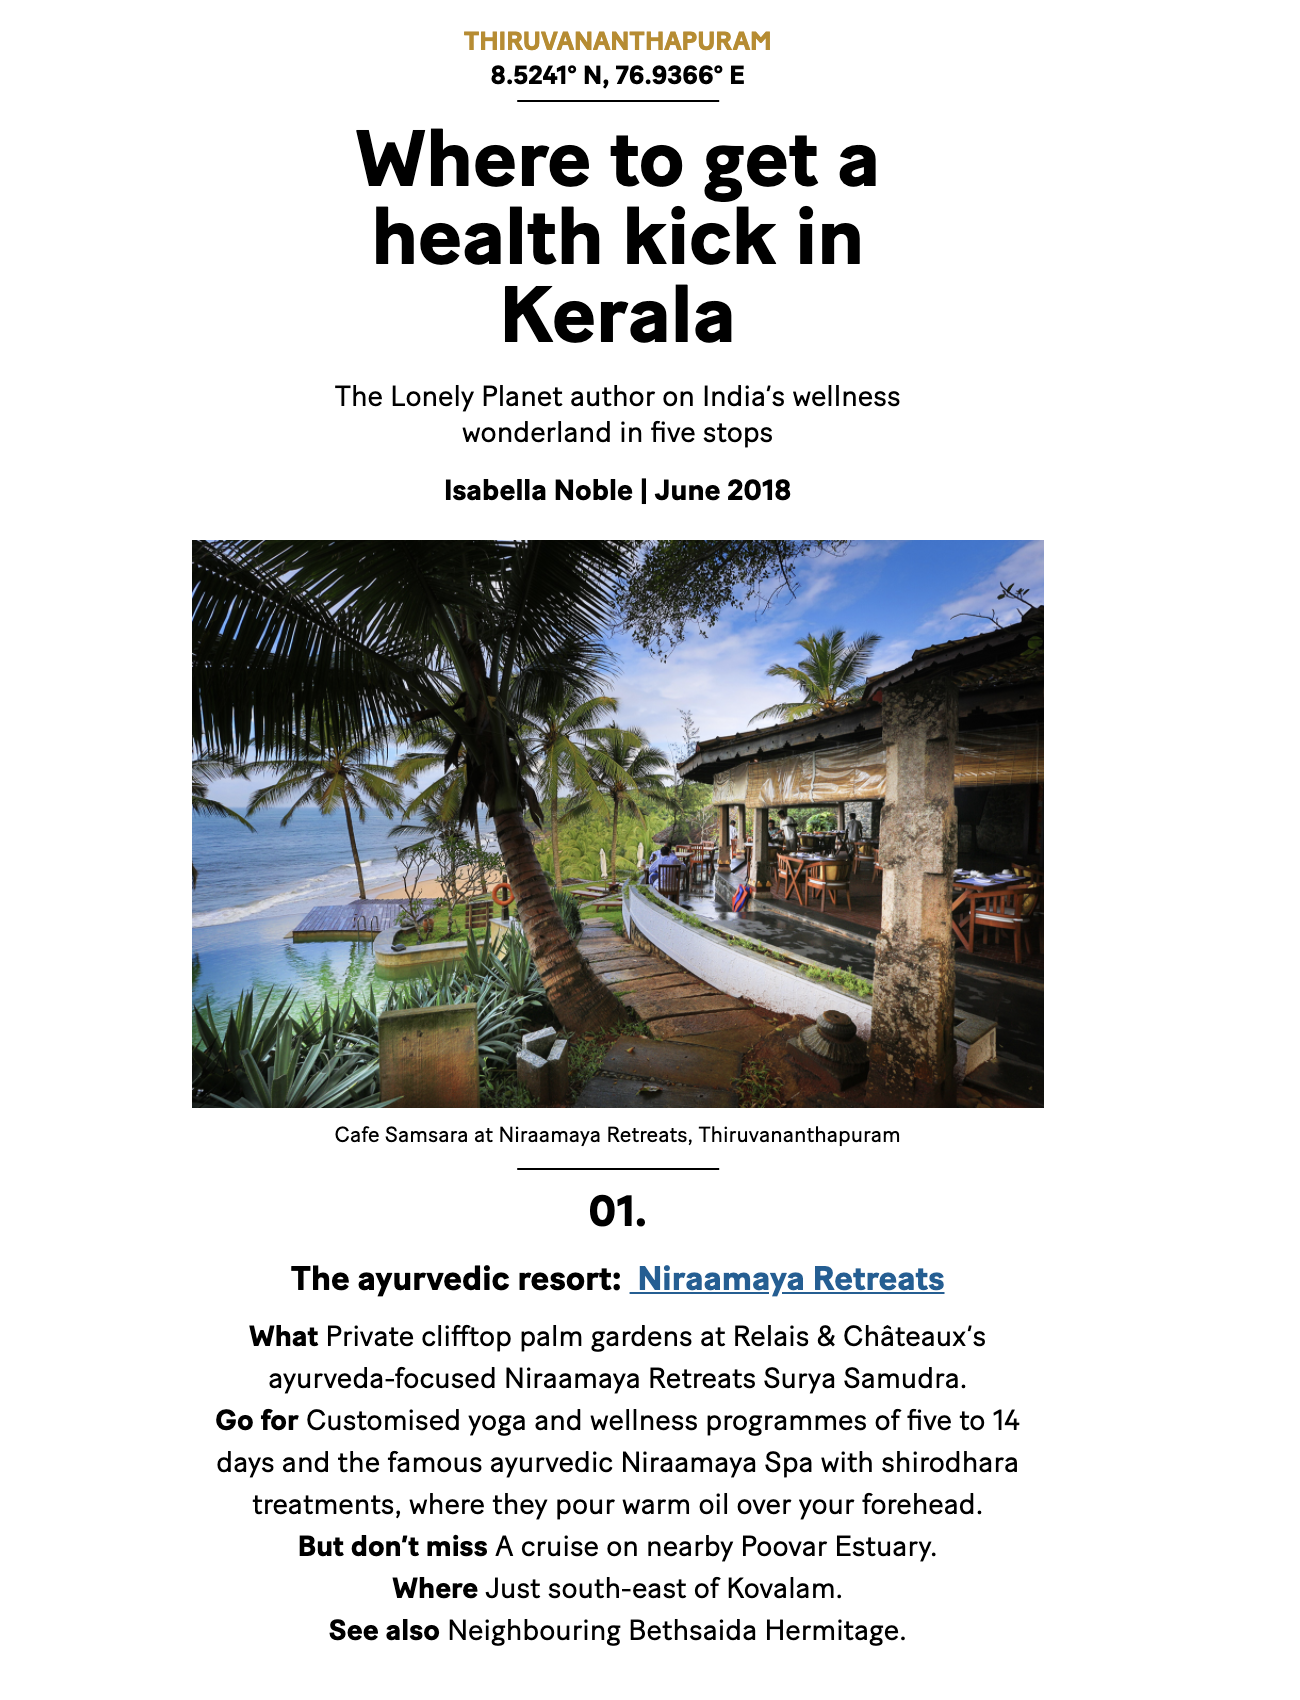 THIRUVANANTHAPURAM
8.5241° N, 76.9366° E
Where to get a
health kick in
Kerala
The Lonely Planet author on India’s wellness
wonderland in five stops
Isabella Noble | June 2018
Cafe Samsara at Niraamaya Retreats, Thiruvananthapuram
01.
The ayurvedic resort: Niraamaya Retreats
What Private clifftop palm gardens at Relais & Châteaux’s
ayurveda-focused Niraamaya Retreats Surya Samudra.
Go for Customised yoga and wellness programmes of five to 14
days and the famous ayurvedic Niraamaya Spa with shirodhara
treatments, where they pour warm oil over your forehead.
But don’t miss A cruise on nearby Poovar Estuary.
Where Just south-east of Kovalam.
See also Neighbouring Bethsaida Hermitage.